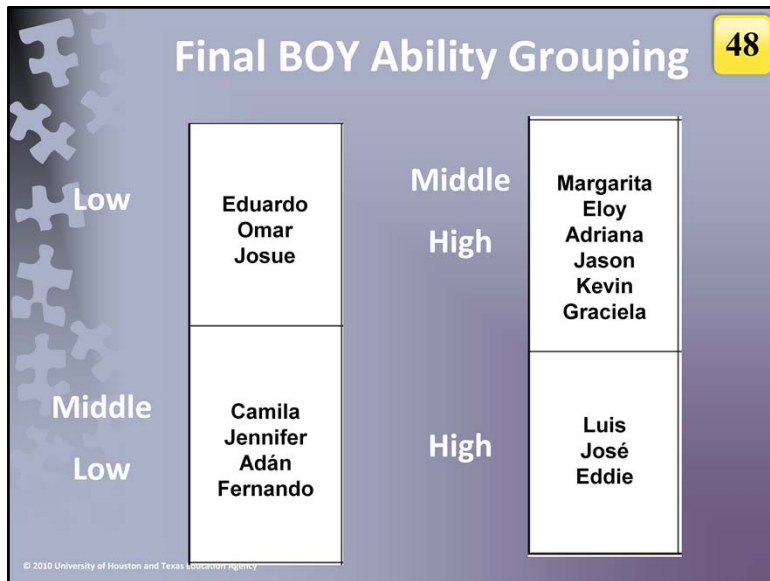 Final BOY Ability Grouping
48
Low
Eduardo
Omar
Josue
Middle
Low
Camila
Jennifer
Adán
Fernando
Middle
High
Margarita
Eloy
Adriana
Jason
Kevin
Graciela
High
Luis
José
Eddie
© 2010 University of Houston and Texas Education Agency